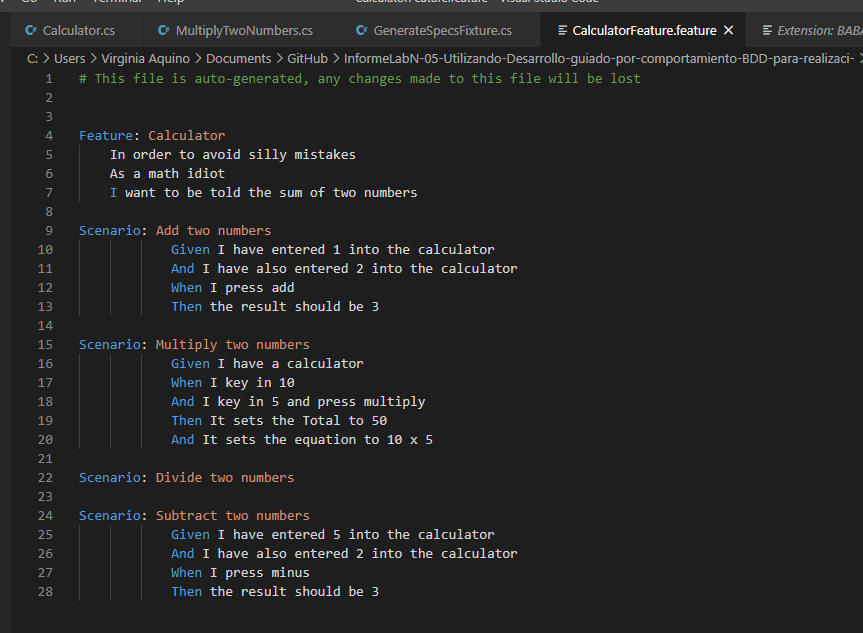 Calculator.cs MultiplyTwoNumbers.cs GenerateSpecsFixture.cs CalculatorFeature.feature Extension: BABA
C: > Users > Virginia Aquino > Documents > GitHub > InformeLabN-05-Utilizando-Desarrollo-guiado-por-comportamiento-BDD-para-realizaci-
1 # This file is auto-generated, any changes made to this file will be lost
2
3
4 Feature: Calculator
5 In order to avoid silly mistakes
6 As a math idiot
7 I want to be told the sum of two numbers
8
9 Scenario: Add two numbers
10 Given I have entered 1 into the calculator
11 And I have also entered 2 into the calculator
12 When I press add
13 Then the result should be 3
14
15 Scenario: Multiply two numbers
16 Given I have a calculator
17 When I key in 10
18 And I key in 5 and press multiply
19 Then It sets the Total to 50
20 And It sets the equation to 10 x 5
21
22 Scenario: Divide two numbers
23
24 Scenario: Subtract two numbers
25 Given I have entered 5 into the calculator
26 And I have also entered 2 into the calculator
27 When I press minus
28 Then the result should be 3